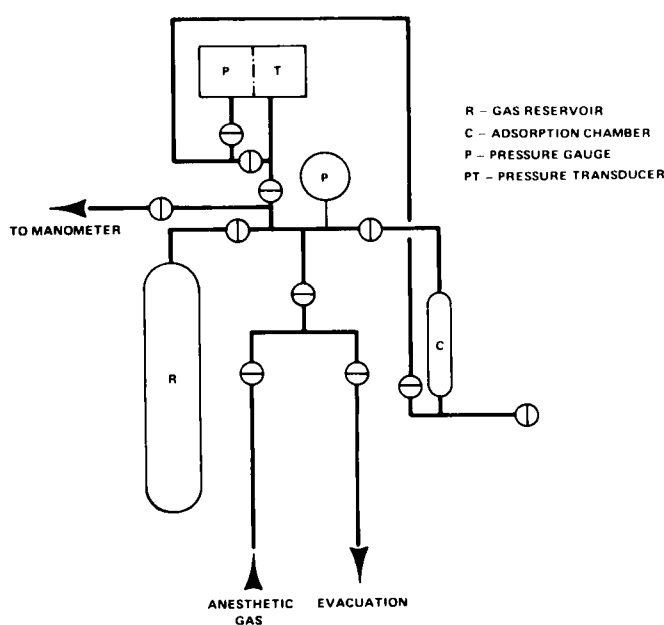 P T
R – GAS RESERVOIR
C – ADSORPTION CHAMBER
P – PRESSURE GAUGE
PT – PRESSURE TRANSDUCER
P
TO MANOMETER
C
R
ANESTHETIC
GAS
EVACUATION